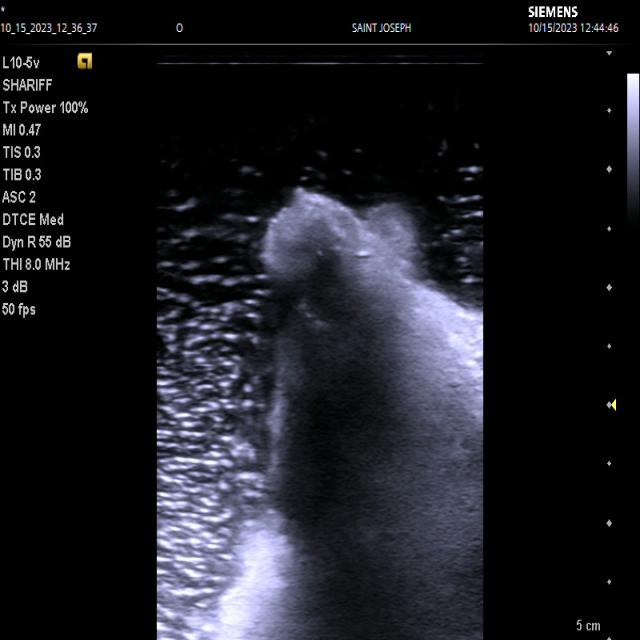 SIEMENS
10_15_2023_12_36_37 O SAINT JOSEPH 10/15/2023 12:44:46
L10-5v
SHARIFF
Tx Power 100%
MI 0.47
TIS 0.3
TIB 0.3
ASC 2
DTCE Med
Dyn R 55 dB
THI 8.0 MHz
3 dB
50 fps
5 cm